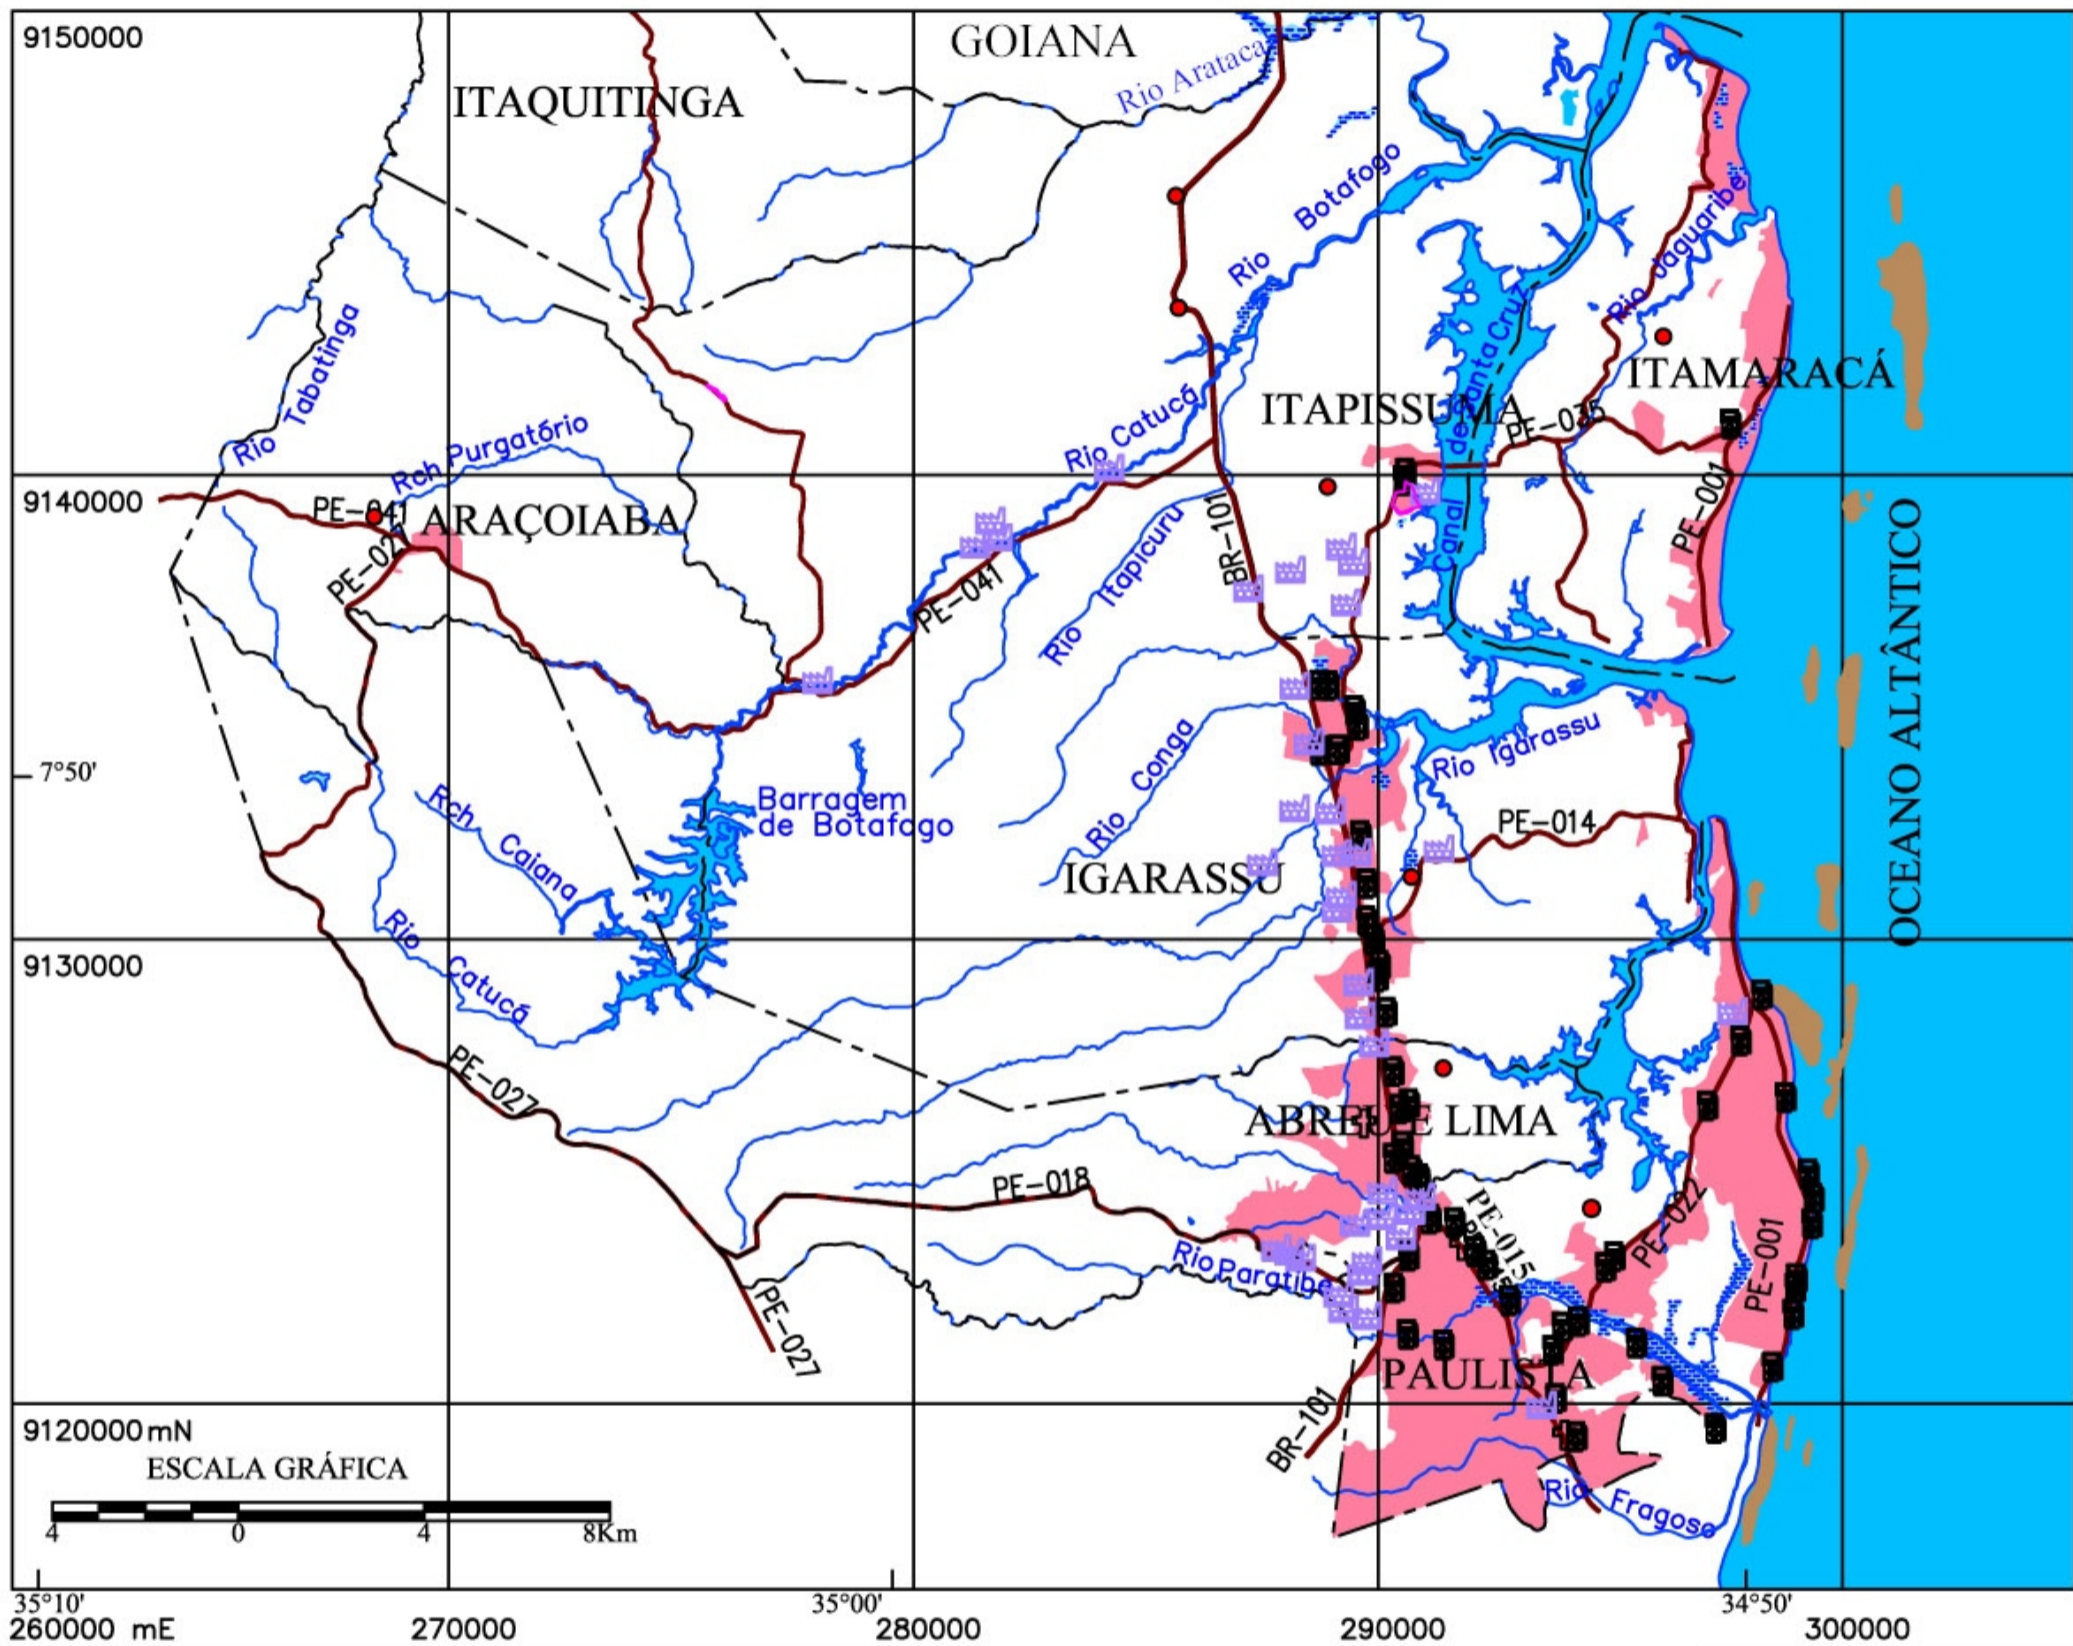 9150000
GOIANA
Rio Arataca
ITAQUITINGA
Rio Botafogo
Rio Jaguaribe
Rio Tabatinga
Canal de Santa Cruz
ITAMARACÁ
ITAPISSUMA
PE-035
Rio Catucá
Rch Purgatório
9140000
PE-041
ARAÇOIABA
PE-027
PE-001
BR-101
Rio Itapicuru
PE-041
OCEANO ALTÂNTICO
7°50'
Rio Conga
Rio Igarassu
Barragem
de Botafogo
PE-014
Rch Caiana
IGARASSU
Rio Catucá
9130000
PE-027
ABREU E LIMA
PE-018
PE-015
PE-022
PE-001
Rio Paratibe
PE-027
PAULISTA
BR-101
9120000 mN
ESCALA GRÁFICA
4 0 4 8Km
Rio Fragoso
35°10' 35°00' 34°50'
260000 mE 270000 280000 290000 300000